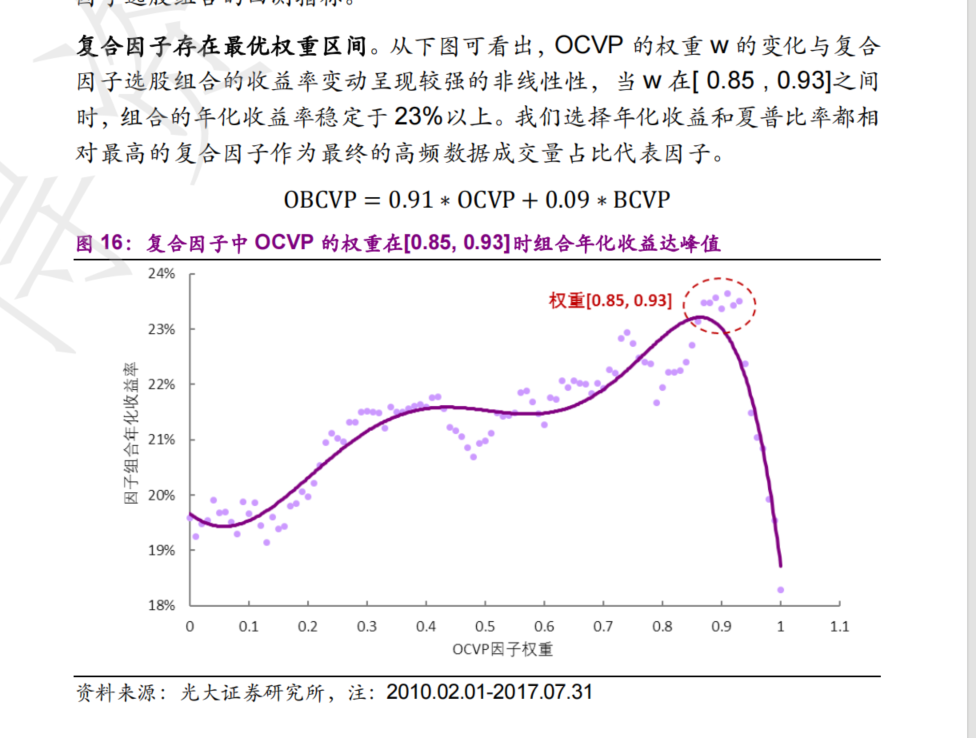 因子选股组合的回测指标。
复合因子存在最优权重区间。从下图可看出，OCVP 的权重 w 的变化与复合
因子选股组合的收益率变动呈现较强的非线性性，当 w 在[ 0.85 , 0.93]之间
时，组合的年化收益率稳定于 23%以上。我们选择年化收益和夏普比率都相
对最高的复合因子作为最终的高频数据成交量占比代表因子。
OBCVP = 0.91 ∗ OCVP + 0.09 ∗ BCVP
图 16：复合因子中 OCVP 的权重在[0.85, 0.93]时组合年化收益达峰值
24%
权重[0.85, 0.93]
23%
22%
21%
20%
19%
18%
因子组合年化收益率
0 0.1 0.2 0.3 0.4 0.5 0.6 0.7 0.8 0.9 1 1.1
OCVP因子权重
资料来源：光大证券研究所，注：2010.02.01-2017.07.31